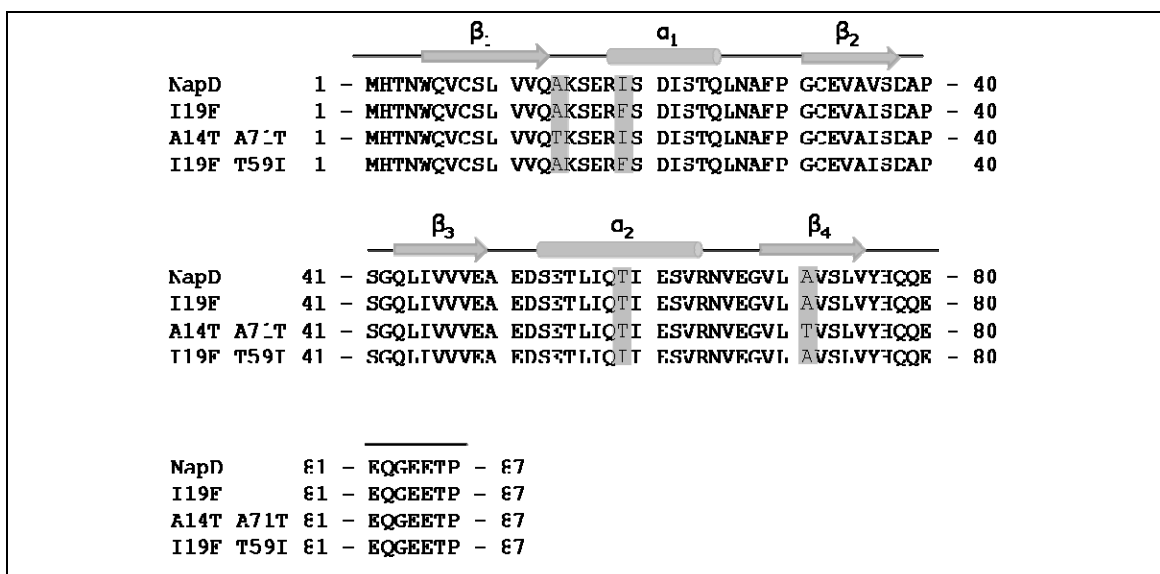 β₁ α₁ β₂
NapD 1 - MHTNWQVCSL VVQAKSERIS DISTQLNAFP GCEVAVSDAP - 40
I19F 1 - MHTNWQVCSL VVQAKSERFS DISTQLNAFP GCEVAISDAP - 40
A14T A71T 1 - MHTNWQVCSL VVQTKSERIS DISTQLNAFP GCEVAISDAP - 40
I19F T59I 1 - MHTNWQVCSL VVQAKSERFS DISTQLNAFP GCEVAISDAP - 40
β₃ α₂ β₄
NapD 41 - SGQLIVVVEA EDSETLIQTI ESVRNVEGVL AVSLVYHQQE - 80
I19F 41 - SGQLIVVVEA EDSETLIQTI ESVRNVEGVL AVSLVYHQQE - 80
A14T A71T 41 - SGQLIVVVEA EDSETLIQTI ESVRNVEGVL TVSLVYHQQE - 80
I19F T59I 41 - SGQLIVVVEA EDSETLIQII ESVRNVEGVL AVSLVYHQQE - 80
NapD 81 - EQGEETP - 87
I19F 81 - EQGEETP - 87
A14T A71T 81 - EQGEETP - 87
I19F T59I 81 - EQGEETP - 87